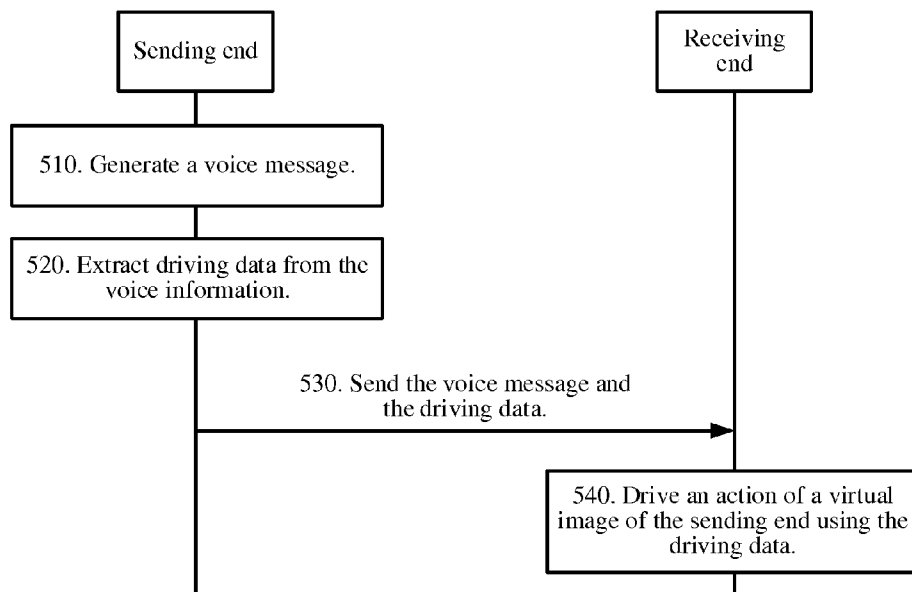 Sending end
Receiving
end
510. Generate a voice message.
520. Extract driving data from the
voice information.
530. Send the voice message and
the driving data.
540. Drive an action of a virtual
image of the sending end using the
driving data.